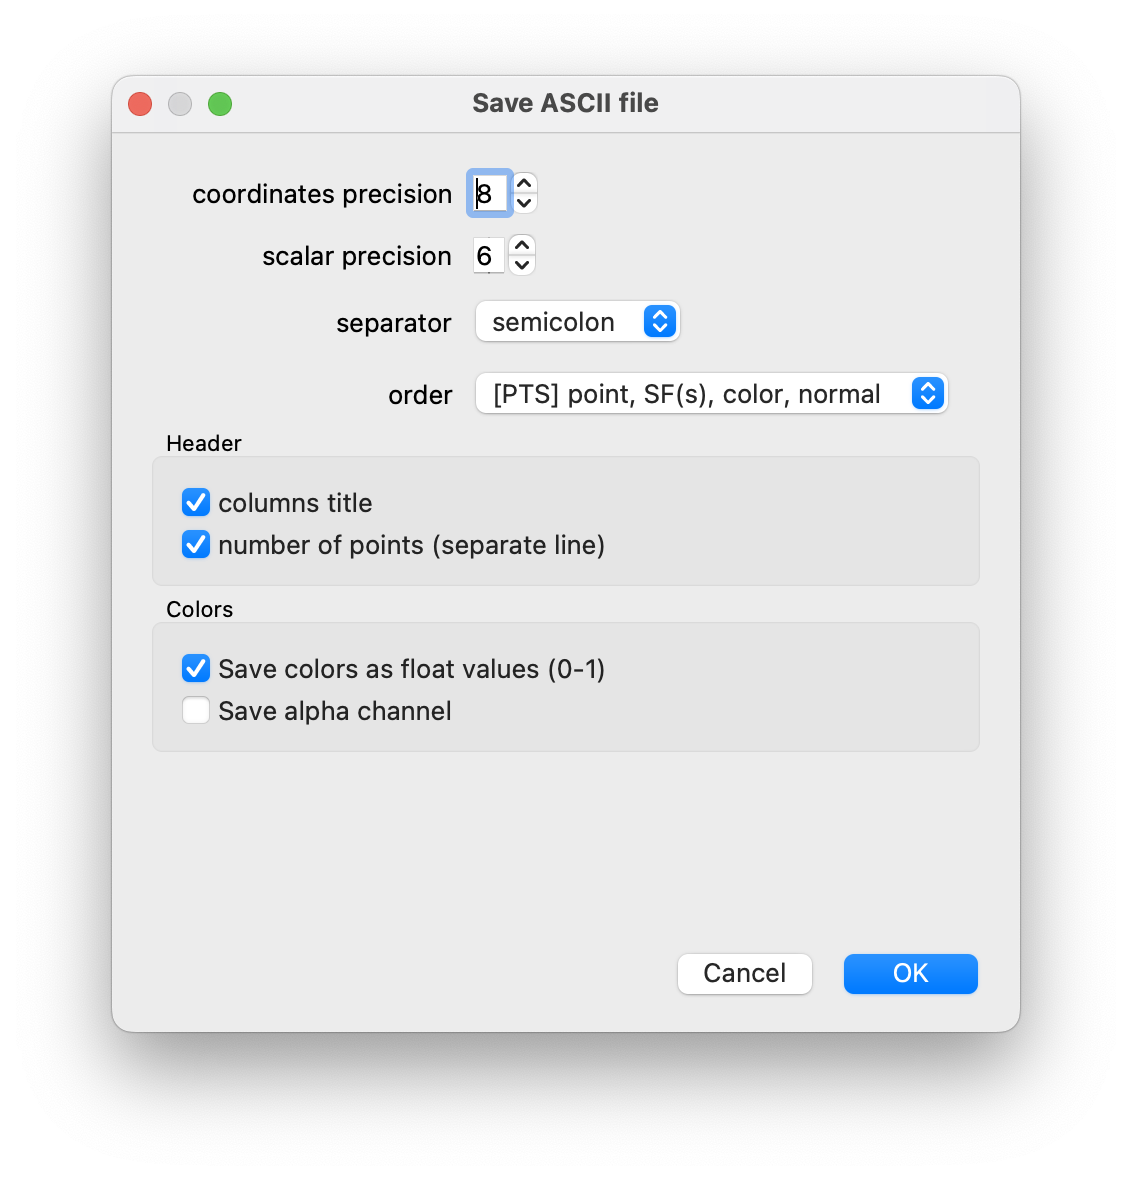 Save ASCII file
coordinates precision 8
scalar precision 6
separator semicolon
order [PTS] point, SF(s), color, normal
Header
columns title
number of points (separate line)
Colors
Save colors as float values (0-1)
Save alpha channel
Cancel OK